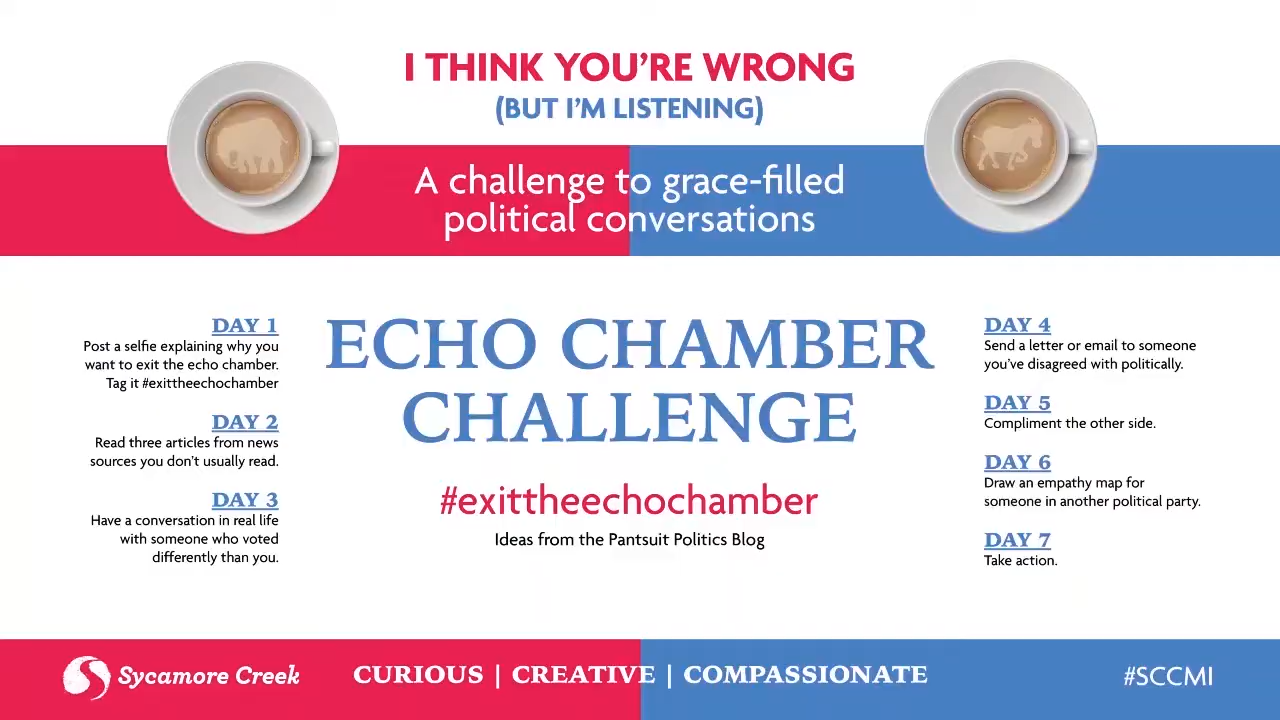 I THINK YOU'RE WRONG
(BUT I'M LISTENING)
A challenge to grace-filled
political conversations
DAY 1
Post a selfie explaining why you
want to exit the echo chamber.
Tag it #exittheechochamber
DAY 2
Read three articles from news
sources you don't usually read.
DAY 3
Have a conversation in real life
with someone who voted
differently than you.
ECHO CHAMBER
CHALLENGE
#exittheechochamber
Ideas from the Pantsuit Politics Blog
DAY 4
Send a letter or email to someone
you've disagreed with politically.
DAY 5
Compliment the other side.
DAY 6
Draw an empathy map for
someone in another political party.
DAY 7
Take action.
Sycamore Creek
CURIOUS | CREATIVE | COMPASSIONATE
#SCCMI